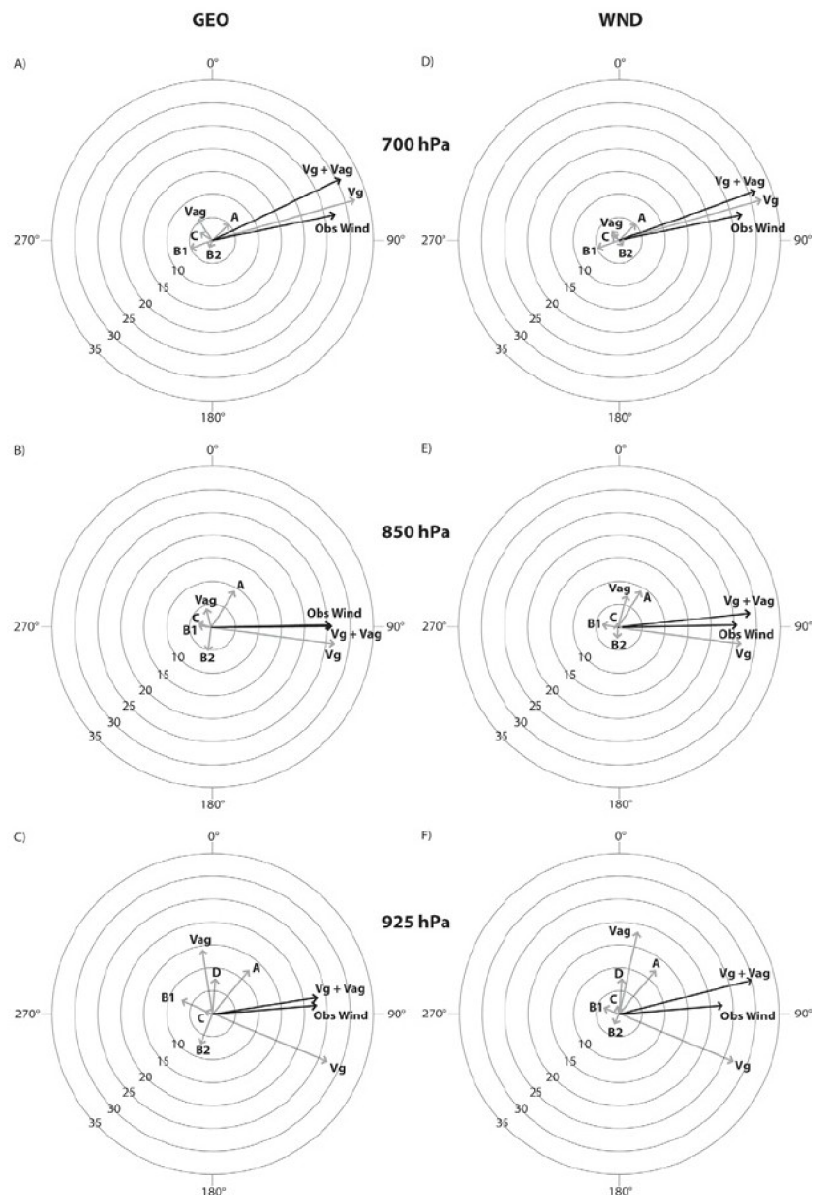 GEO
WND
A)
0°
D)
0°
700 hPa
Vg + Vag
Vg
Vag
A
Obs Wind
C
B1
B2
270°
90°
10
15
20
25
30
35
180°
Vg + Vag
Vg
Vag
A
Obs Wind
C
B1
B2
270°
90°
10
15
20
25
30
35
180°
B)
0°
E)
0°
850 hPa
A
Vag
C
B1
B2
Obs Wind
Vg + Vag
Vg
270°
90°
10
15
20
25
30
35
180°
Vag
A
C
B1
B2
Vg + Vag
Obs Wind
Vg
270°
90°
10
15
20
25
30
35
180°
C)
0°
F)
0°
925 hPa
Vag
A
D
B1
C
B2
Vg + Vag
Obs Wind
Vg
270°
90°
10
15
20
25
30
35
180°
Vag
A
D
C
B1
B2
Vg + Vag
Obs Wind
Vg
270°
90°
10
15
20
25
30
35
180°